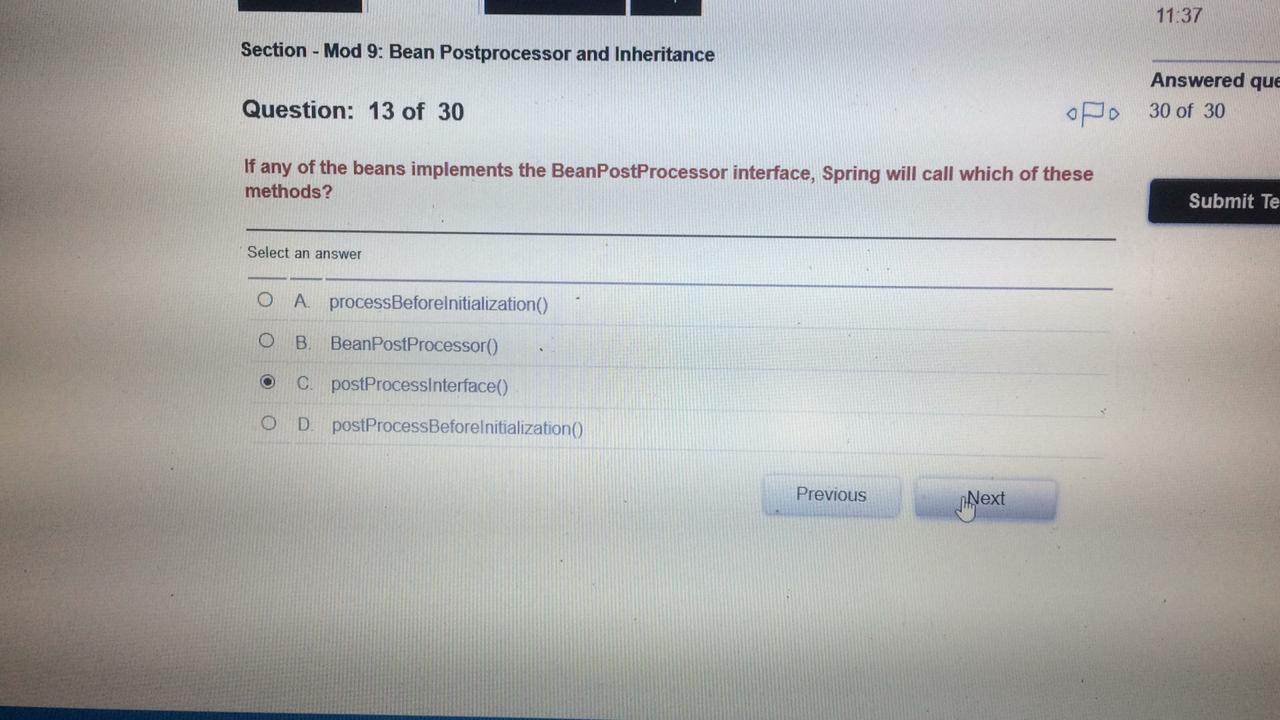 11:37
Section - Mod 9: Bean Postprocessor and Inheritance
Answered que
Question: 13 of 30
30 of 30
If any of the beans implements the BeanPostProcessor interface, Spring will call which of these
methods?
Submit Te
Select an answer
A. processBeforeInitialization()
B. BeanPostProcessor()
C. postProcessInterface()
D. postProcessBeforeInitialization()
Previous
Next